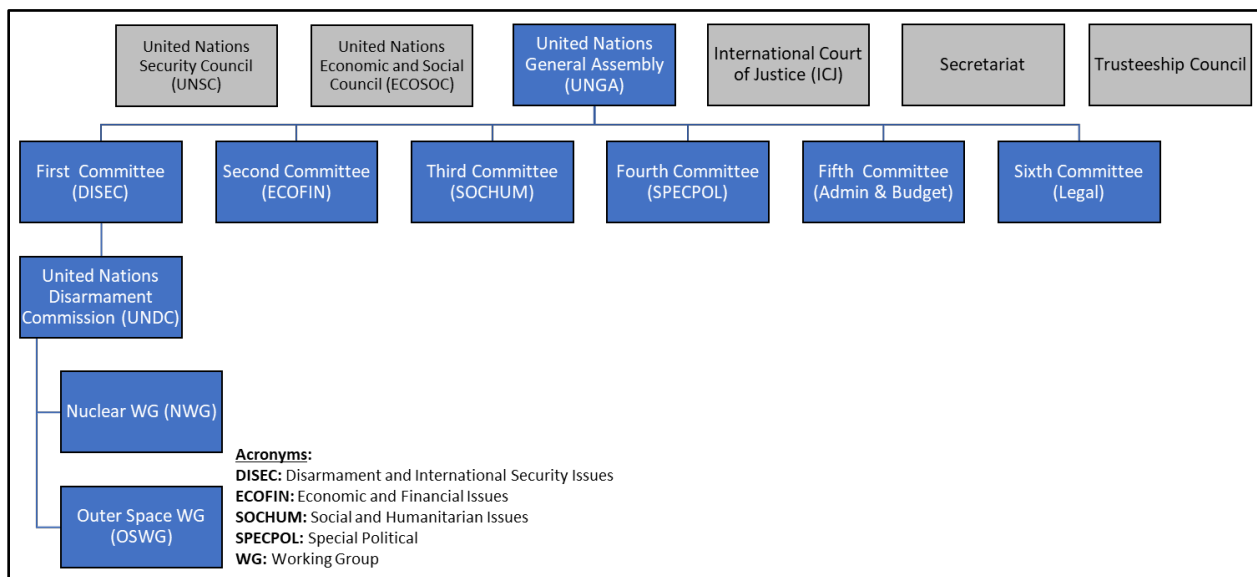 United Nations
Security Council
(UNSC)
United Nations
Economic and Social
Council (ECOSOC)
United Nations
General Assembly
(UNGA)
International Court
of Justice (ICJ)
Secretariat
Trusteeship Council
First Committee
(DISEC)
Second Committee
(ECOFIN)
Third Committee
(SOCHUM)
Fourth Committee
(SPECPOL)
Fifth Committee
(Admin & Budget)
Sixth Committee
(Legal)
United Nations
Disarmament
Commission (UNDC)
Nuclear WG (NWG)
Outer Space WG
(OSWG)
Acronyms:
DISEC: Disarmament and International Security Issues
ECOFIN: Economic and Financial Issues
SOCHUM: Social and Humanitarian Issues
SPECPOL: Special Political
WG: Working Group